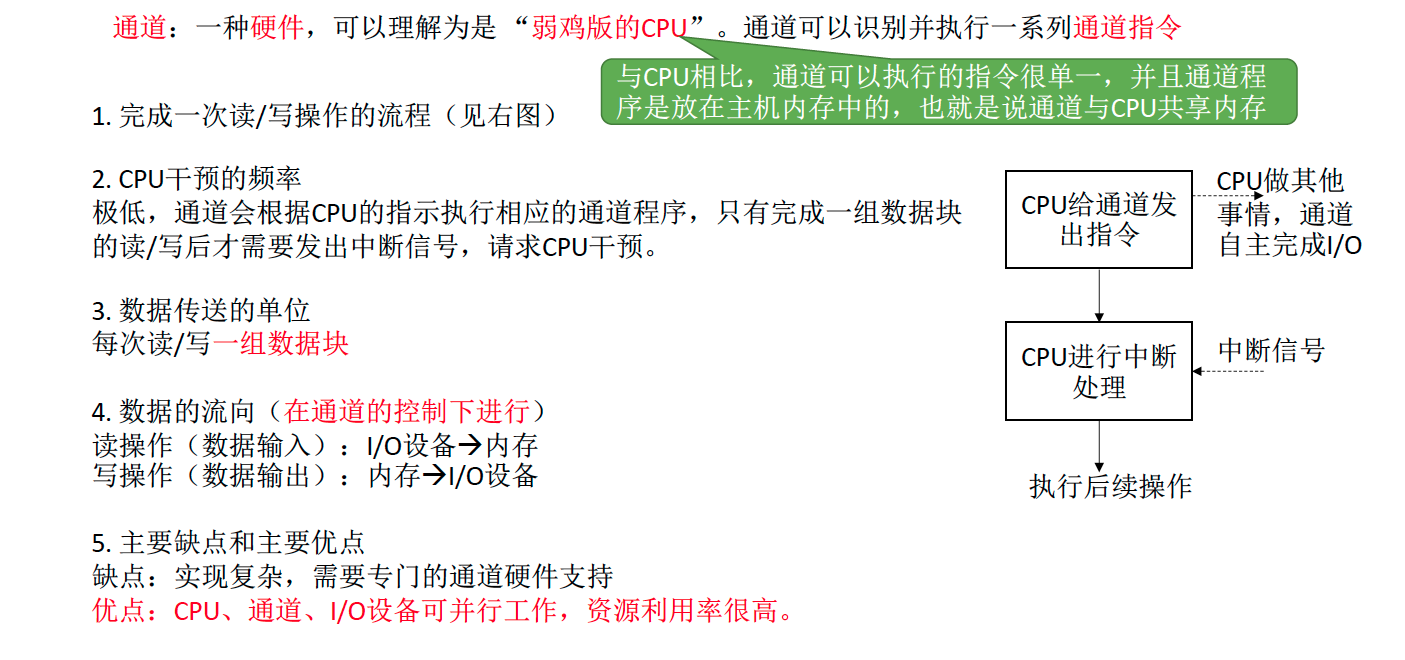 通道：一种硬件，可以理解为是 “弱鸡版的CPU”。通道可以识别并执行一系列通道指令
与CPU相比，通道可以执行的指令很单一，并且通道程
序是放在主机内存中的，也就是说通道与CPU共享内存
1. 完成一次读/写操作的流程（见右图）
2. CPU干预的频率
极低，通道会根据CPU的指示执行相应的通道程序，只有完成一组数据块
的读/写后才需要发出中断信号，请求CPU干预。
3. 数据传送的单位
每次读/写一组数据块
4. 数据的流向（在通道的控制下进行）
读操作（数据输入）：I/O设备→内存
写操作（数据输出）：内存→I/O设备
5. 主要缺点和主要优点
缺点：实现复杂，需要专门的通道硬件支持
优点：CPU、通道、I/O设备可并行工作，资源利用率很高。
CPU给通道发
出指令
CPU做其他
事情，通道
自主完成I/O
CPU进行中断
处理
中断信号
执行后续操作